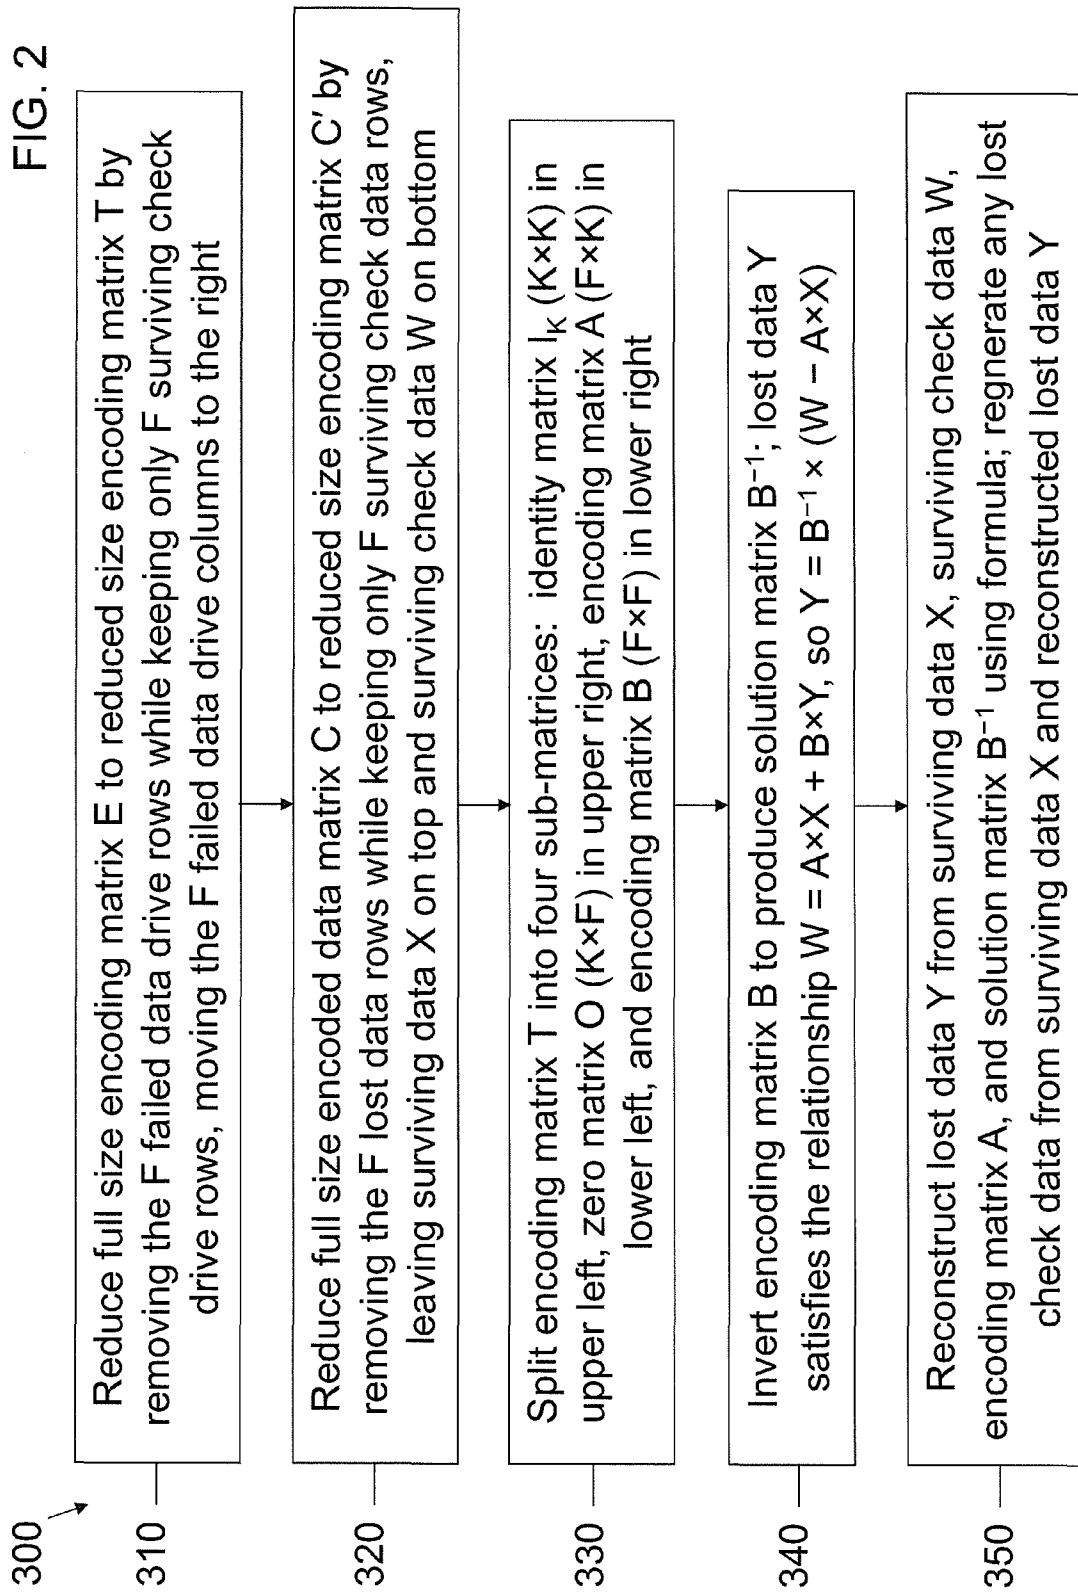 FIG. 2
300
310
Reduce full size encoding matrix E to reduced size encoding matrix T by
removing the F failed data drive rows while keeping only F surviving check
drive rows, moving the F failed data drive columns to the right
320
Reduce full size encoded data matrix C to reduced size encoding matrix C′ by
removing the F lost data rows while keeping only F surviving check data rows,
leaving surviving data X on top and surviving check data W on bottom
330
Split encoding matrix T into four sub-matrices: identity matrix I_K (K×K) in
upper left, zero matrix O (K×F) in upper right, encoding matrix A (F×K) in
lower left, and encoding matrix B (F×F) in lower right
340
Invert encoding matrix B to produce solution matrix B⁻¹; lost data Y
satisfies the relationship W = A×X + B×Y, so Y = B⁻¹ × (W − A×X)
350
Reconstruct lost data Y from surviving data X, surviving check data W,
encoding matrix A, and solution matrix B⁻¹ using formula; regnerate any lost
check data from surviving data X and reconstructed lost data Y